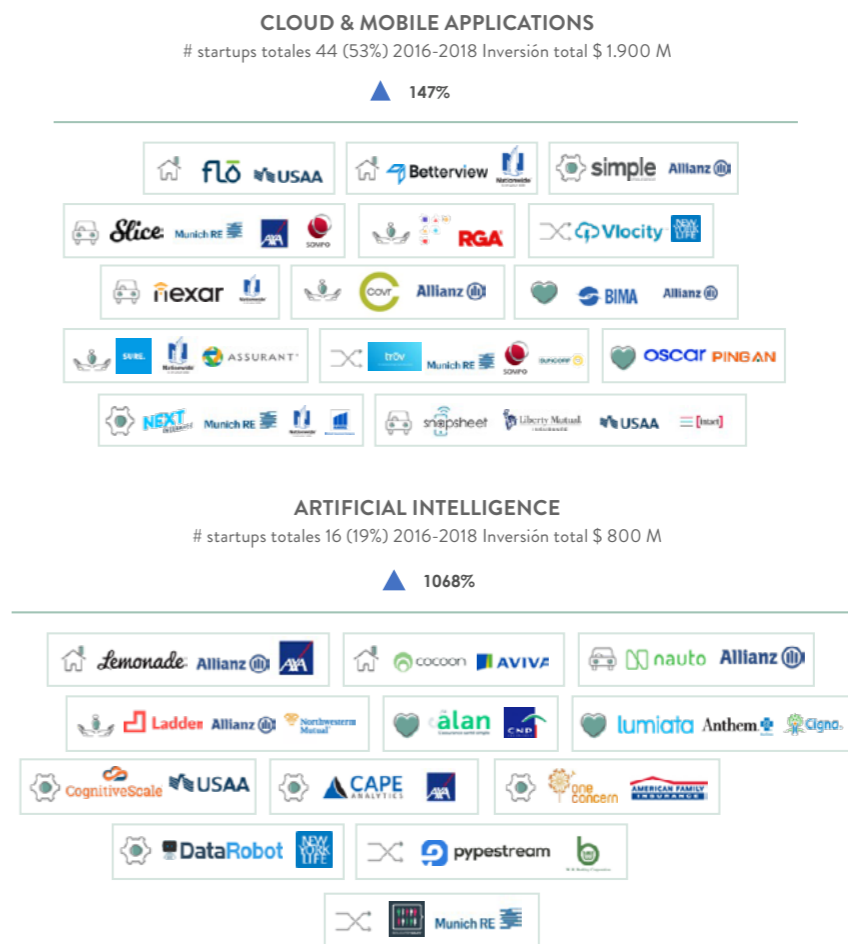 CLOUD & MOBILE APPLICATIONS
# startups totales 44 (53%) 2016-2018 Inversión total $ 1.900 M
147%
flō USAA
Betterview Nationwide
simple Allianz
Slice Munich RE AXA SOMPO
RGA
Vlocity NEW YORK LIFE
nexar Nationwide
covr Allianz
BIMA Allianz
SURE. Nationwide ASSURANT
trōv Munich RE SOMPO SUNCORP
oscar PINGAN
NEXT INSURANCE Munich RE Nationwide
snapsheet Liberty Mutual USAA [intact]
ARTIFICIAL INTELLIGENCE
# startups totales 16 (19%) 2016-2018 Inversión total $ 800 M
1068%
Lemonade Allianz AXA
cocoon AVIVA
nauto Allianz
Ladder Allianz Northwestern Mutual
alan CNP
lumiata Anthem Cigna
CognitiveScale USAA
CAPE ANALYTICS AXA
one concern AMERICAN FAMILY INSURANCE
DataRobot NEW YORK LIFE
pypestream
Munich RE